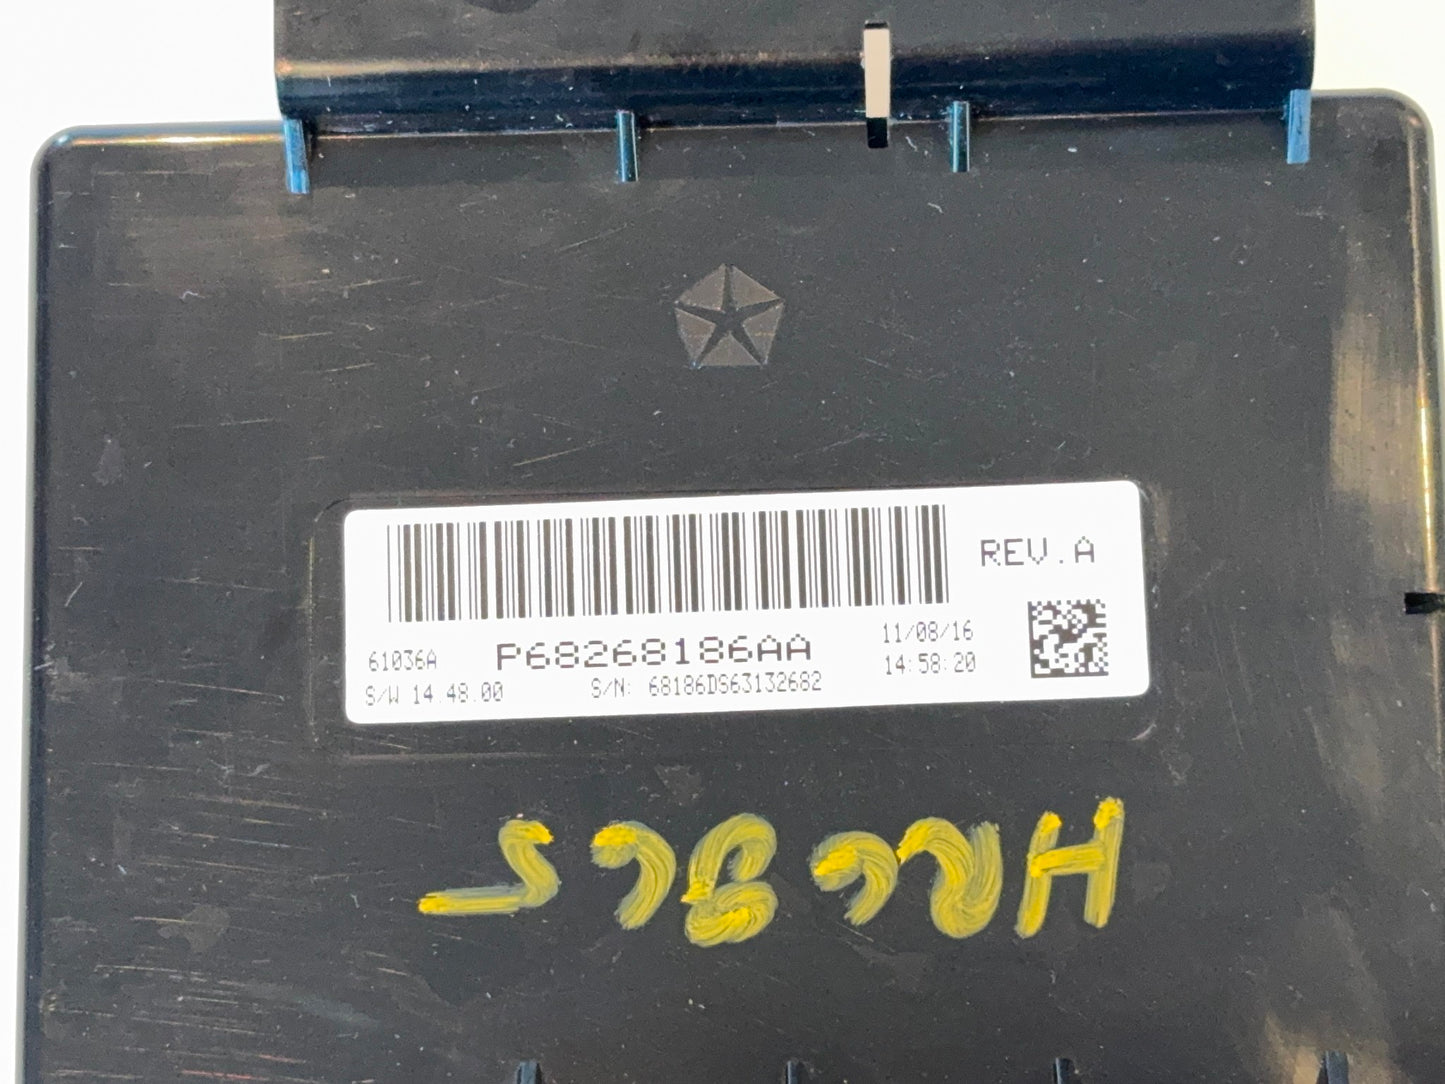 REV.A
61036A P68268186AA 11/08/16
S/W 14.48.00 S/N: 68186DS63132682 14:58:20